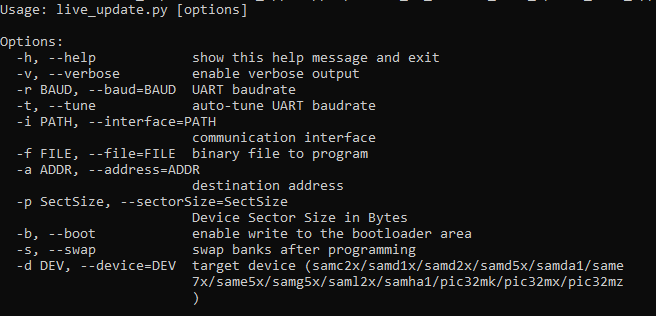 Usage: live_update.py [options]
Options:
-h, --help show this help message and exit
-v, --verbose enable verbose output
-r BAUD, --baud=BAUD UART baudrate
-t, --tune auto-tune UART baudrate
-i PATH, --interface=PATH
communication interface
-f FILE, --file=FILE binary file to program
-a ADDR, --address=ADDR
destination address
-p SectSize, --sectorSize=SectSize
Device Sector Size in Bytes
-b, --boot enable write to the bootloader area
-s, --swap swap banks after programming
-d DEV, --device=DEV target device (samc2x/samd1x/samd2x/samd5x/samda1/same
7x/same5x/samg5x/saml2x/samha1/pic32mk/pic32mx/pic32mz
)